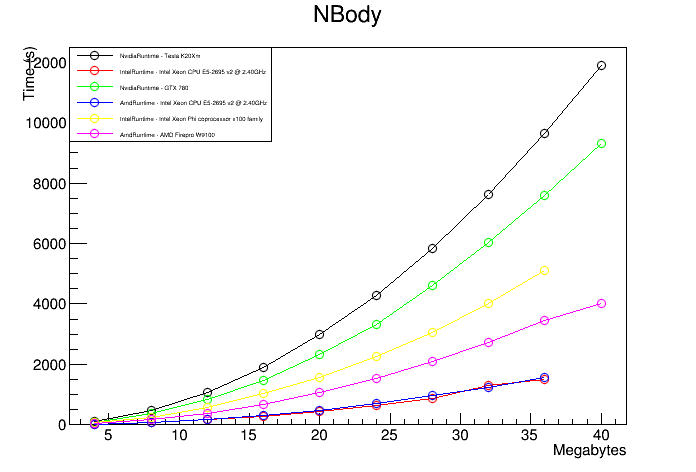 NBody
Time (s)
NvidiaRuntime - Tesla K20Xm
IntelRuntime - Intel Xeon CPU E5-2695 v2 @ 2.40GHz
NvidiaRuntime - GTX 780
AmdRuntime - Intel Xeon CPU E5-2695 v2 @ 2.40GHz
IntelRuntime - Intel Xeon Phi coprocessor x100 family
AmdRuntime - AMD Firepro W9100
2000
10000
8000
6000
4000
2000
0
5 10 15 20 25 30 35 40
Megabytes